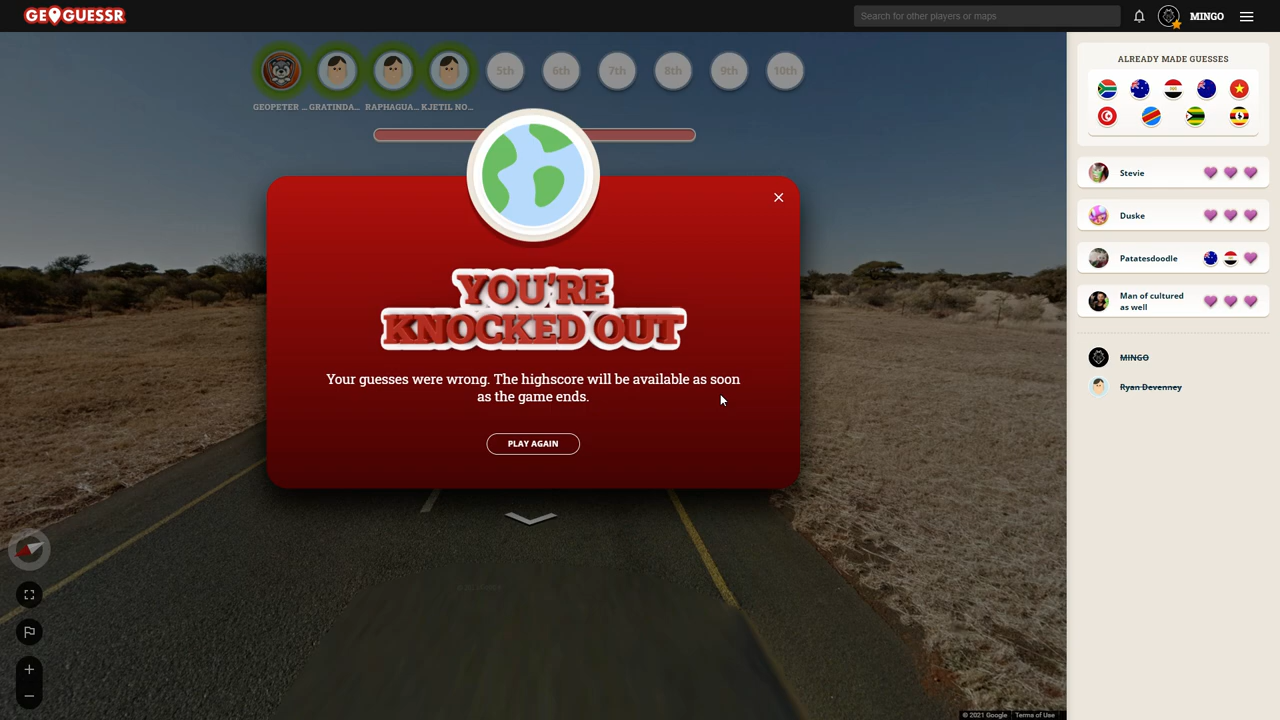 GEOGUESSR
Search for other players or maps
MINGO
5th
6th
7th
8th
9th
10th
GEOPETER ...
GRATINDA...
RAPHAGUA...
KJETIL NO...
YOU'RE
KNOCKED OUT
Your guesses were wrong. The highscore will be available as soon
as the game ends.
PLAY AGAIN
ALREADY MADE GUESSES
Stevie
Duske
Patatesdoodle
Man of cultured
as well
MINGO
Ryan Devenney
© 2021 Google
Terms of Use